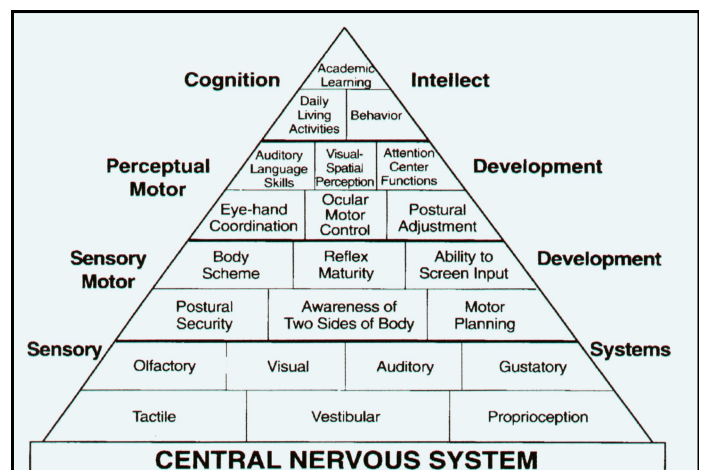 Academic
Learning
Cognition
Intellect
Daily
Living
Activities
Behavior
Perceptual
Motor
Auditory
Language
Skills
Visual-
Spatial
Perception
Attention
Center
Functions
Development
Eye-hand
Coordination
Ocular
Motor
Control
Postural
Adjustment
Sensory
Motor
Body
Scheme
Reflex
Maturity
Ability to
Screen Input
Development
Postural
Security
Awareness of
Two Sides of Body
Motor
Planning
Sensory
Systems
Olfactory
Visual
Auditory
Gustatory
Tactile
Vestibular
Proprioception
CENTRAL NERVOUS SYSTEM